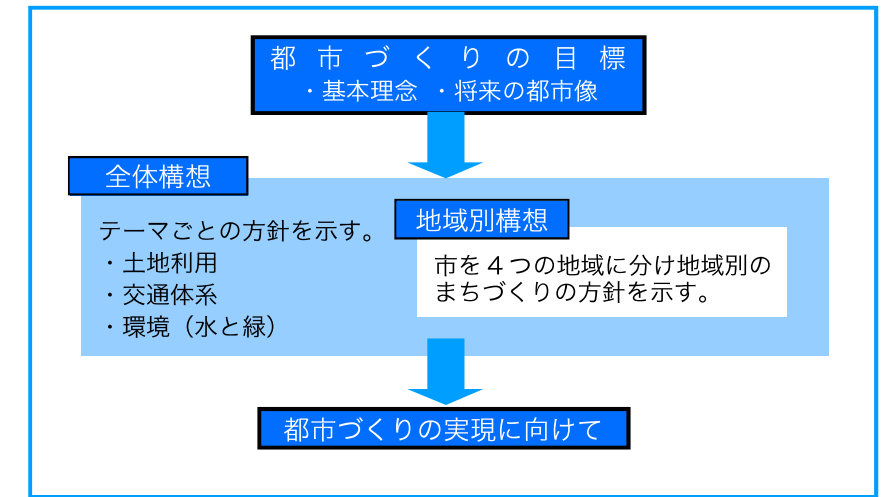 都市づくりの目標
・基本理念 ・将来の都市像
全体構想
テーマごとの方針を示す。
・土地利用
・交通体系
・環境（水と緑）
地域別構想
市を4つの地域に分け地域別の
まちづくりの方針を示す。
都市づくりの実現に向けて